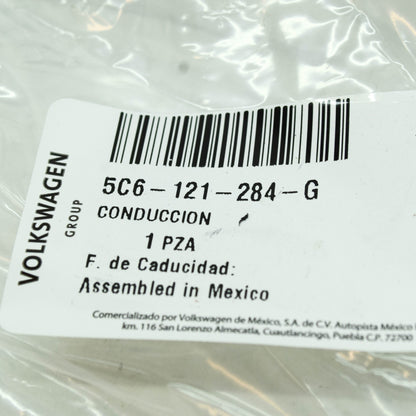 VOLKSWAGEN
GROUP
5C6-121-284-G
CONDUCCION
1 PZA
F. de Caducidad:
Assembled in Mexico
Comercializado por Volkswagen de México, S.A. de C.V. Autopista México
km. 116 San Lorenzo Almecatla, Cuautlancingo, Puebla C.P. 72700